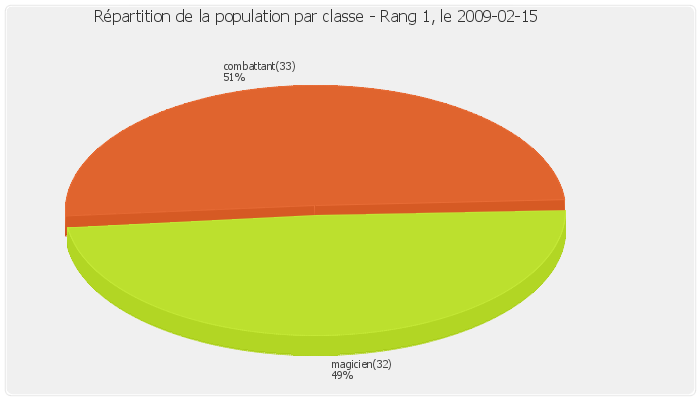 Répartition de la population par classe - Rang 1, le 2009-02-15
combattant(33)
51%
magicien(32)
49%